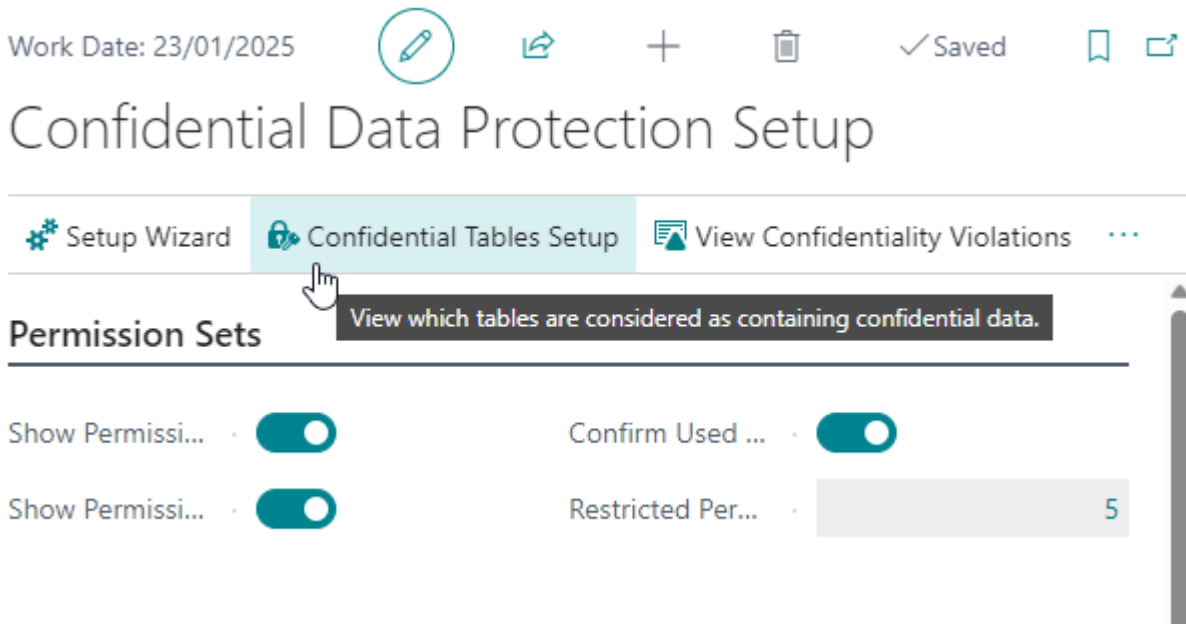 Work Date: 23/01/2025 Saved
Confidential Data Protection Setup
Setup Wizard Confidential Tables Setup View Confidentiality Violations ...
View which tables are considered as containing confidential data.
Permission Sets
Show Permissi... Confirm Used ...
Show Permissi... Restricted Per... 5